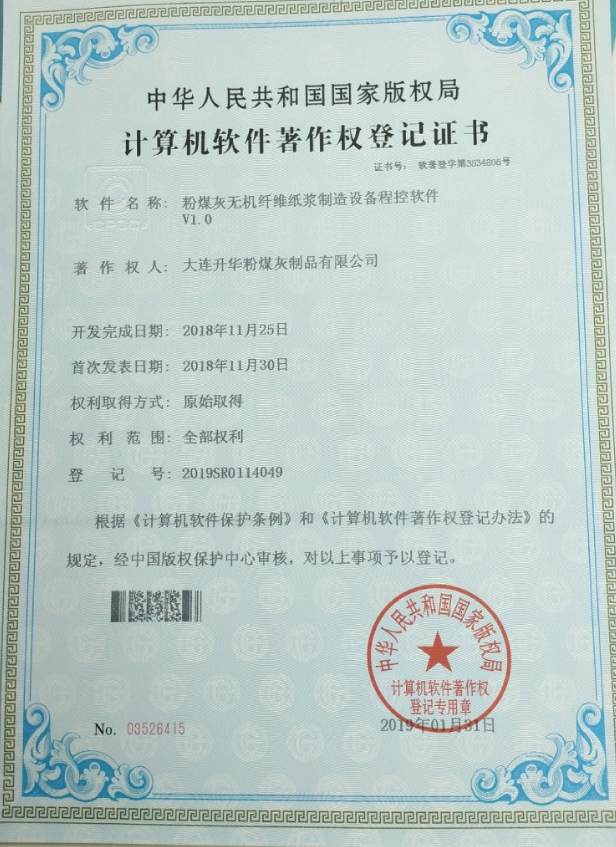 中华人民共和国国家版权局
计算机软件著作权登记证书
证书号： 软著登字第3534806号
软件名称： 粉煤灰无机纤维纸浆制造设备程控软件
V1.0
著作权人： 大连升华粉煤灰制品有限公司
开发完成日期： 2018年11月25日
首次发表日期： 2018年11月30日
权利取得方式： 原始取得
权利范围： 全部权利
登记号： 2019SR0114049
根据《计算机软件保护条例》和《计算机软件著作权登记办法》的
规定，经中国版权保护中心审核，对以上事项予以登记。
中华人民共和国国家版权局
计算机软件著作权
登记专用章
2019年01月31日
No. 03526415